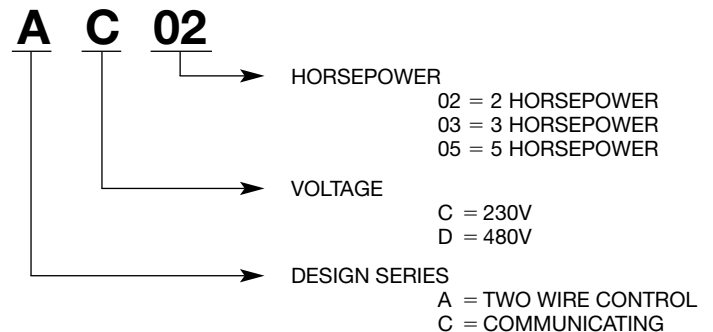 A C 02
HORSEPOWER
02 = 2 HORSEPOWER
03 = 3 HORSEPOWER
05 = 5 HORSEPOWER
VOLTAGE
C = 230V
D = 480V
DESIGN SERIES
A = TWO WIRE CONTROL
C = COMMUNICATING